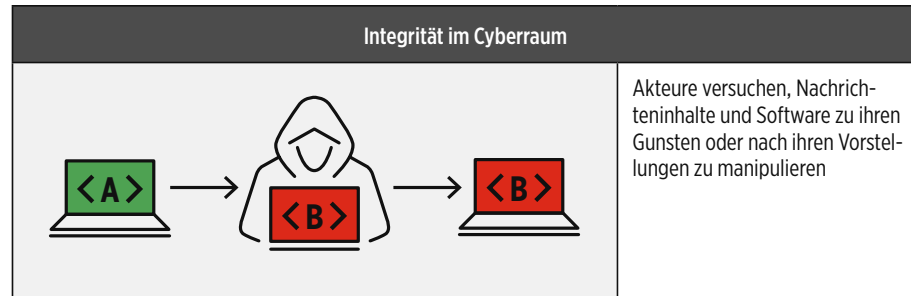 Integrität im Cyberraum
<A>
<B>
<B>
Akteure versuchen, Nachrich-
teninhalte und Software zu ihren
Gunsten oder nach ihren Vorstel-
lungen zu manipulieren